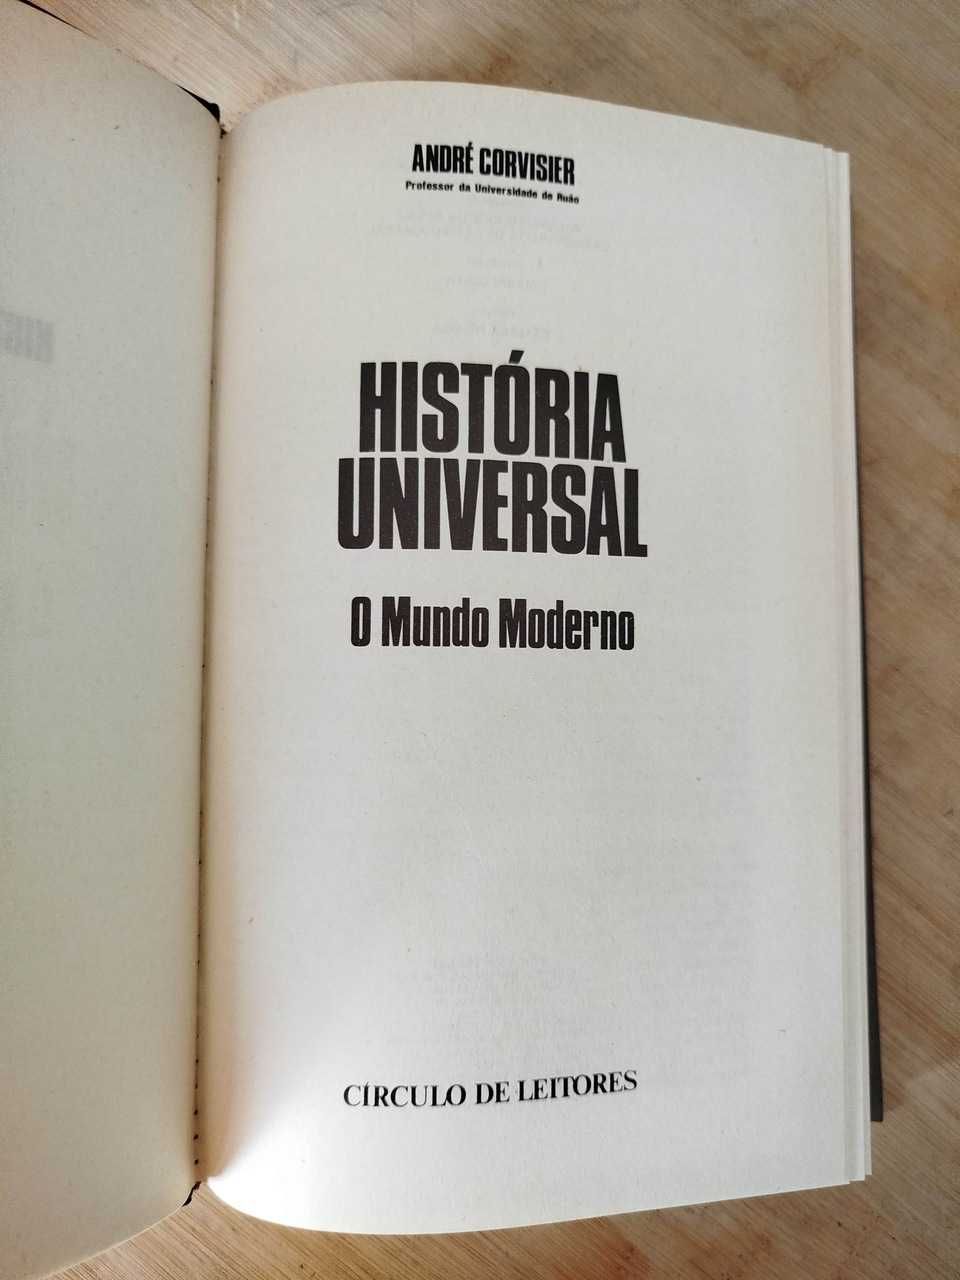 ANDRÉ CORVISIER
Professor da Universidade de Ruão
HISTÓRIA
UNIVERSAL
O Mundo Moderno
CÍRCULO DE LEITORES